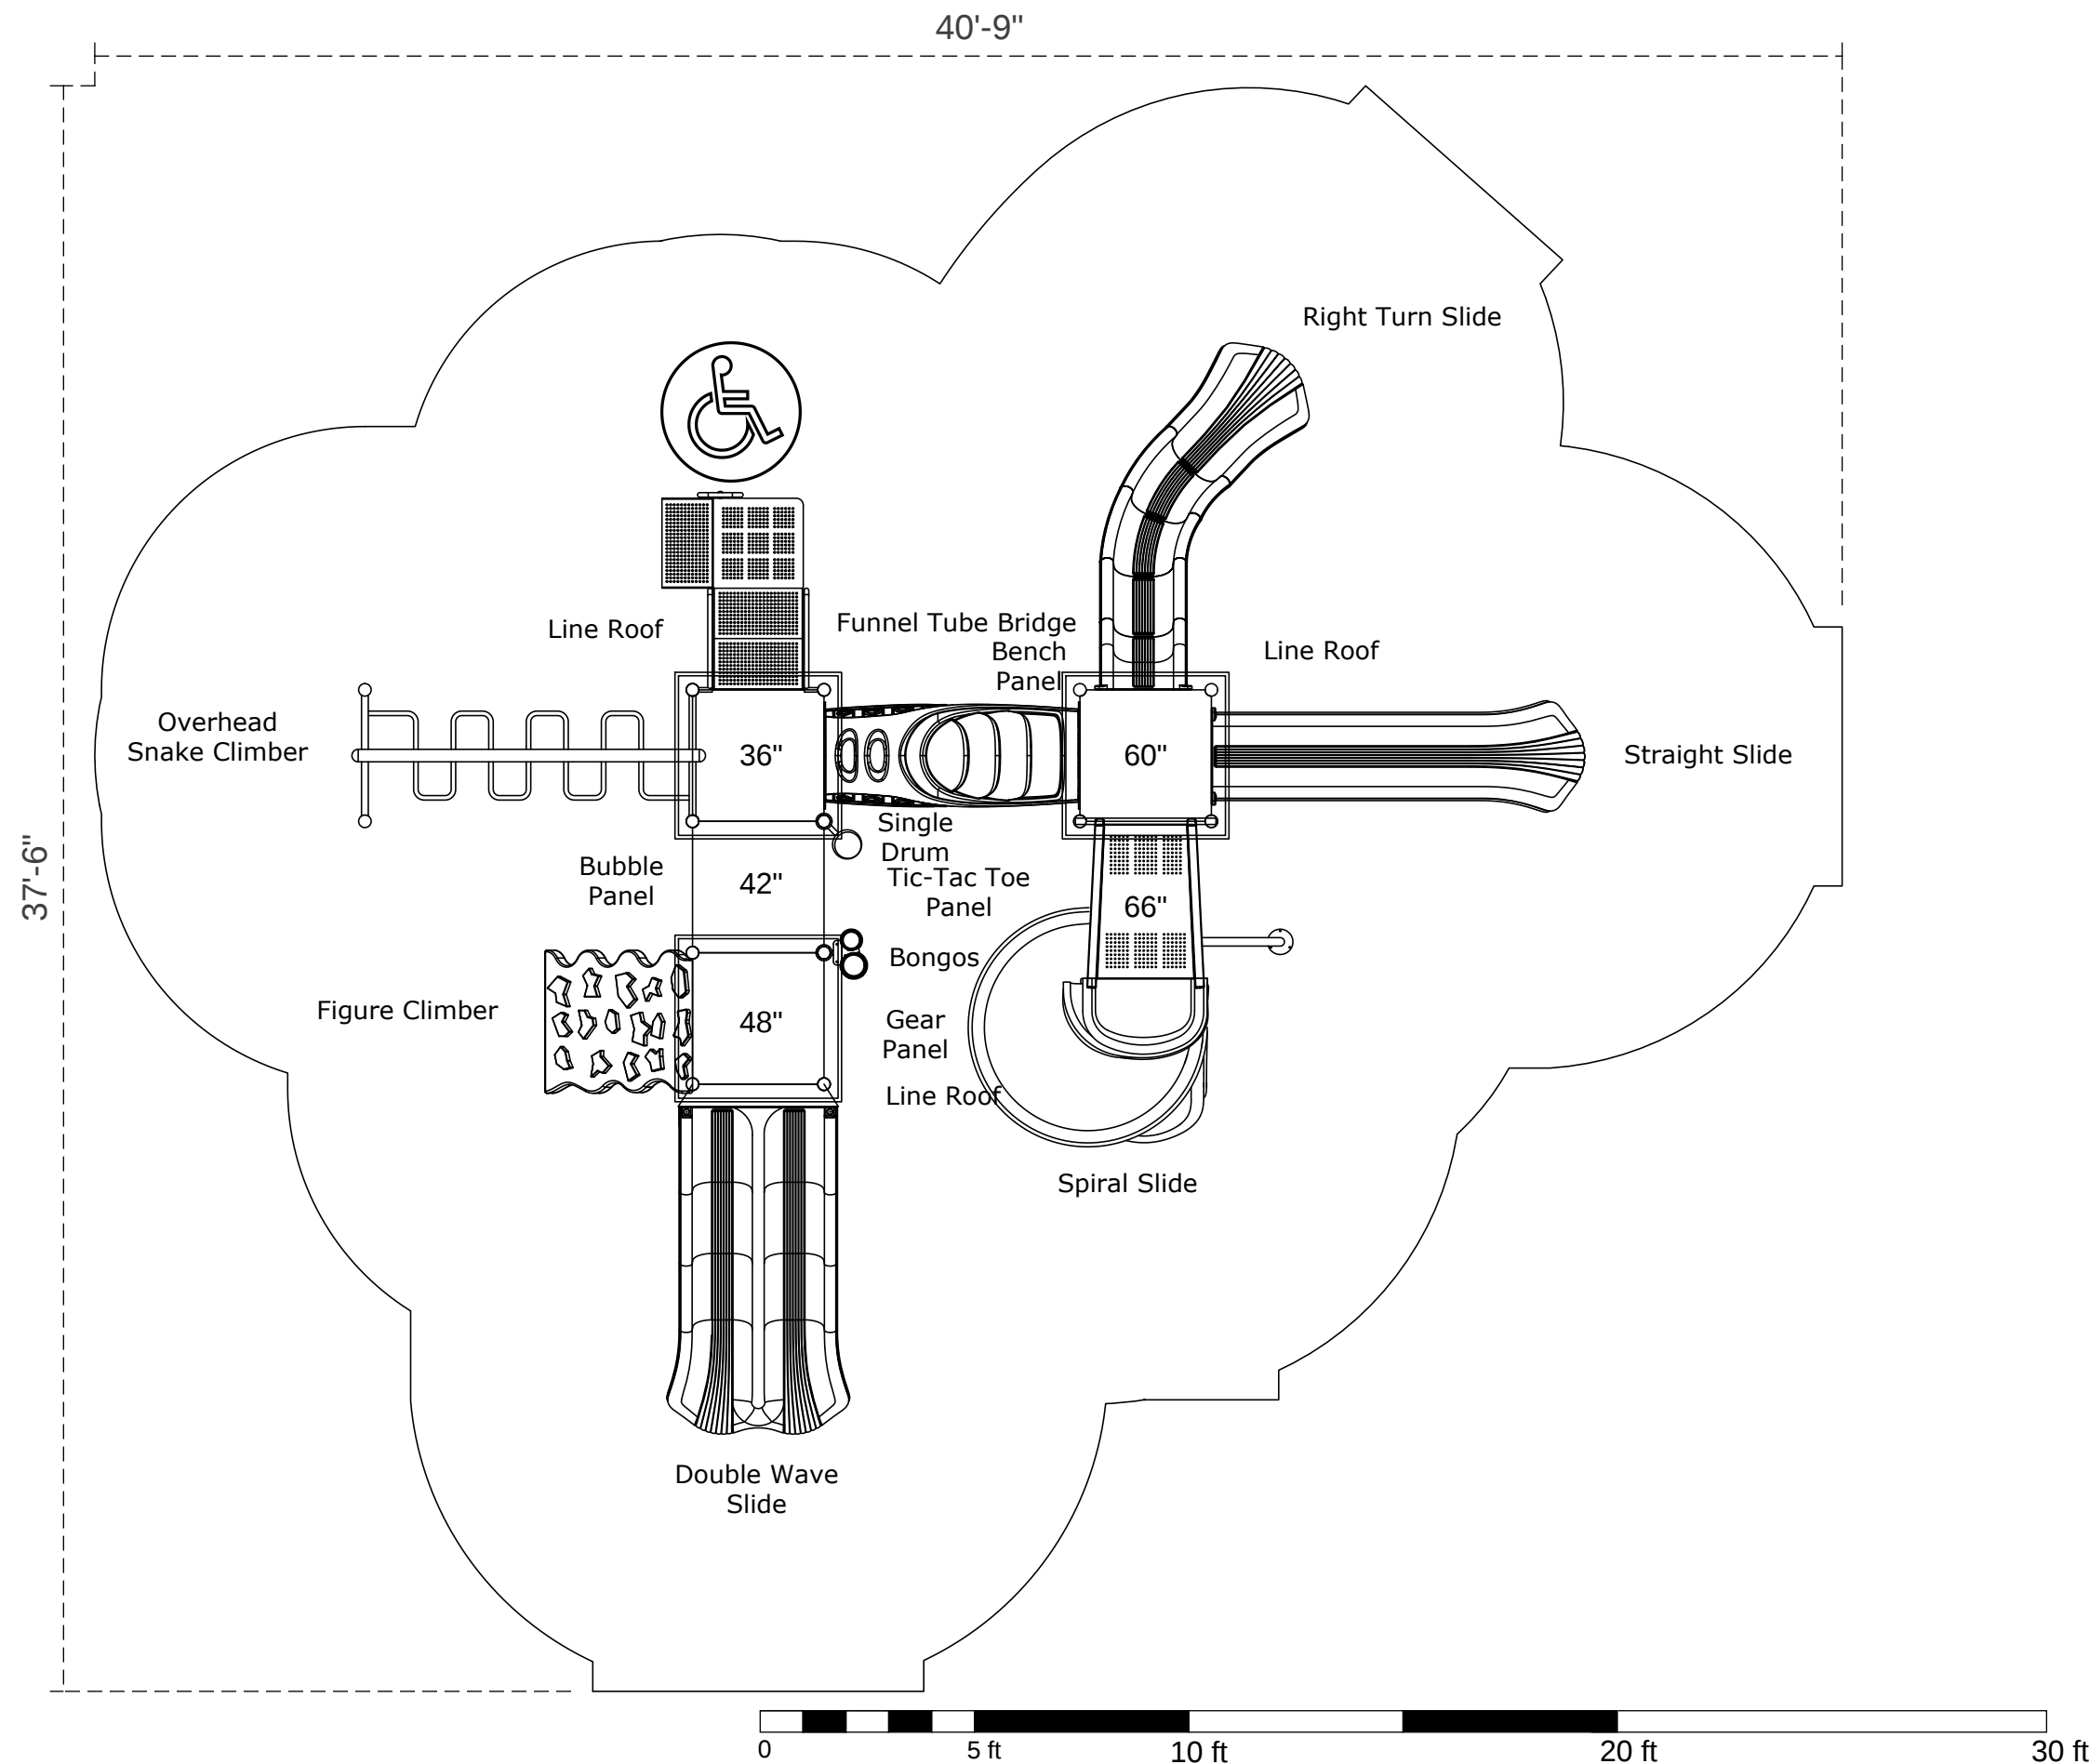 40'-9"
Right Turn Slide
Line Roof
Funnel Tube Bridge
Bench
Panel
Line Roof
Overhead
Snake Climber
36"
60"
Straight Slide
37'-6"
Single
Drum
Bubble
Panel
42"
Tic-Tac Toe
Panel
66"
Bongos
Figure Climber
48"
Gear
Panel
Line Roof
Spiral Slide
Double Wave
Slide
0
5 ft
10 ft
20 ft
30 ft